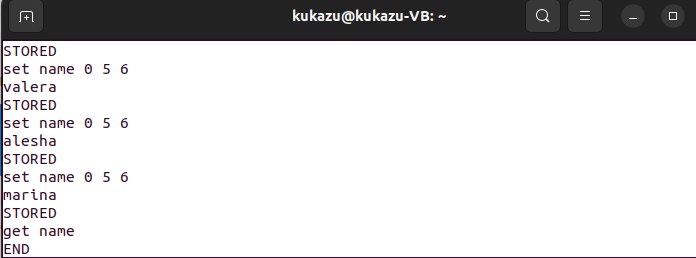 kukazu@kukazu-VB: ~
STORED
set name 0 5 6
valera
STORED
set name 0 5 6
alesha
STORED
set name 0 5 6
marina
STORED
get name
END